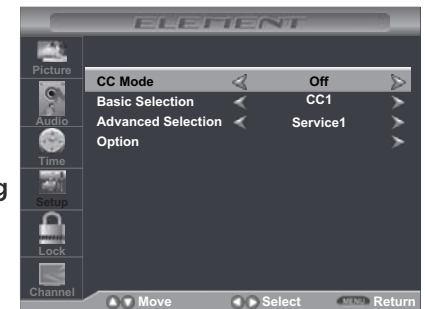 ELEMENT
Picture
Audio
Time
Setup
Lock
Channel
CC Mode Off
Basic Selection CC1
Advanced Selection Service1
Option
g
Move Select MENU Return